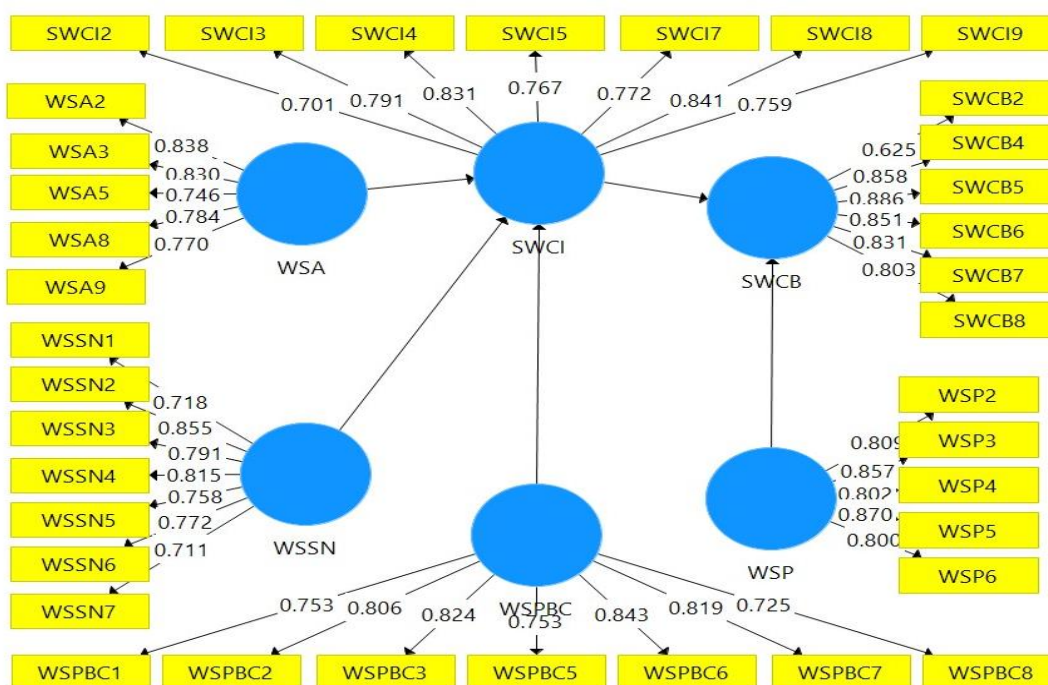 SWCI2
SWCI3
SWCI4
SWCI5
SWCI7
SWCI8
SWCI9
0.701
0.791
0.831
0.767
0.772
0.841
0.759
WSA2
WSA3
WSA5
WSA8
WSA9
0.838
0.830
0.746
0.784
0.770
WSA
SWCI
SWCB
0.625
0.858
0.886
0.851
0.831
0.803
SWCB2
SWCB4
SWCB5
SWCB6
SWCB7
SWCB8
WSSN1
WSSN2
WSSN3
WSSN4
WSSN5
WSSN6
WSSN7
0.718
0.855
0.791
0.815
0.758
0.772
0.711
WSSN
WSPBC
WSP
0.809
0.857
0.802
0.870
0.800
WSP2
WSP3
WSP4
WSP5
WSP6
0.753
0.806
0.824
0.753
0.843
0.819
0.725
WSPBC1
WSPBC2
WSPBC3
WSPBC5
WSPBC6
WSPBC7
WSPBC8